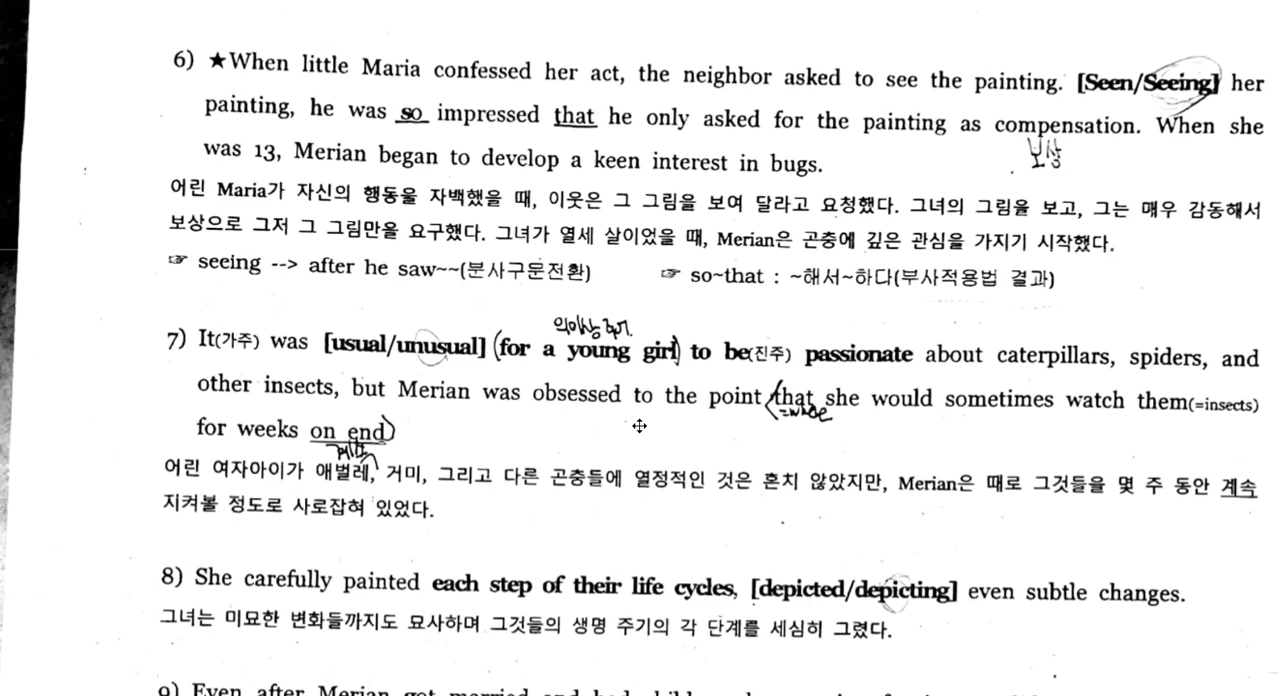 6) ★When little Maria confessed her act, the neighbor asked to see the painting. [Seen/Seeing] her
painting, he was so impressed that he only asked for the painting as compensation. When she
보상
was 13, Merian began to develop a keen interest in bugs.
어린 Maria가 자신의 행동울 자백했을 때, 이웃은 그 그림을 보여 달라고 요청했다. 그녀의 그림을 보고, 그는 매우 감동해서
보상으로 그저 그 그림만을 요구했다. 그녀가 열세 살이었을 때, Merian은 곤충에 깊은 관심을 가지기 시작했다.
☞ seeing --> after he saw~~(분사구문전환) ☞ so~that : ~해서~하다(부사적용법 결과)
의미상 주어
7) It(가주) was [usual/unusual] (for a young girl) to be(진주) passionate about caterpillars, spiders, and
other insects, but Merian was obsessed to the point that she would sometimes watch them(=insects)
for weeks on end)
어린 여자아이가 애벌레, 거미, 그리고 다른 곤충들에 열정적인 것은 흔치 않았지만, Merian은 때로 그것들을 몇 주 동안 계속
지켜볼 정도로 사로잡혀 있었다.
8) She carefully painted each step of their life cycles, [depicted/depicting] even subtle changes.
그녀는 미묘한 변화들까지도 묘사하며 그것들의 생명 주기의 각 단계를 세심히 그렸다.
9) Even after Merian got married and had